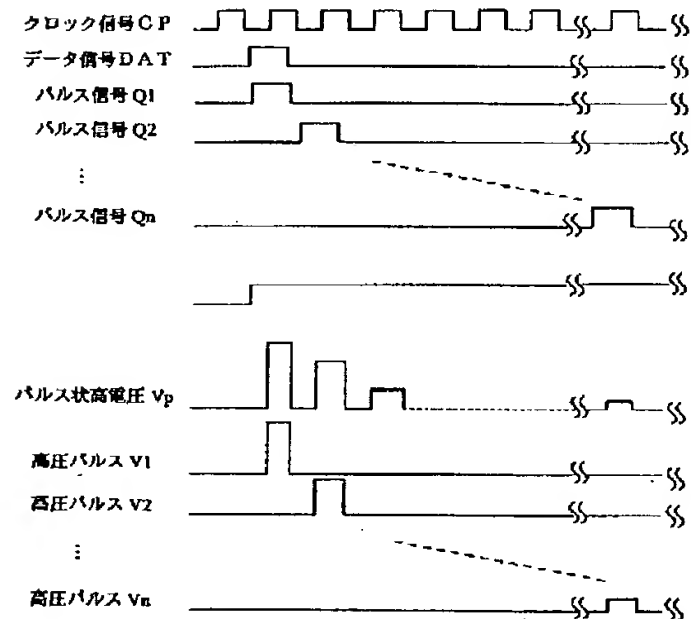 クロック信号CP
データ信号DAT
パルス信号Q1
パルス信号Q2
⋮
パルス信号Qn
パルス状高電圧Vp
高圧パルスV1
高圧パルスV2
⋮
高圧パルスVn